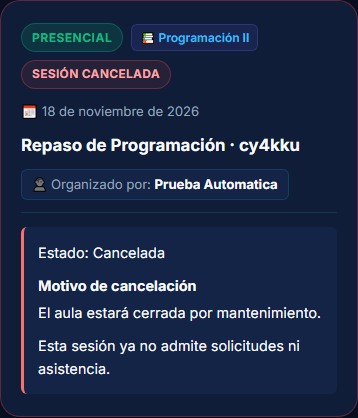 PRESENCIAL
Programación II
SESIÓN CANCELADA
18 de noviembre de 2026
Repaso de Programación · cy4kku
Organizado por: Prueba Automatica
Estado: Cancelada
Motivo de cancelación
El aula estará cerrada por mantenimiento.
Esta sesión ya no admite solicitudes ni
asistencia.